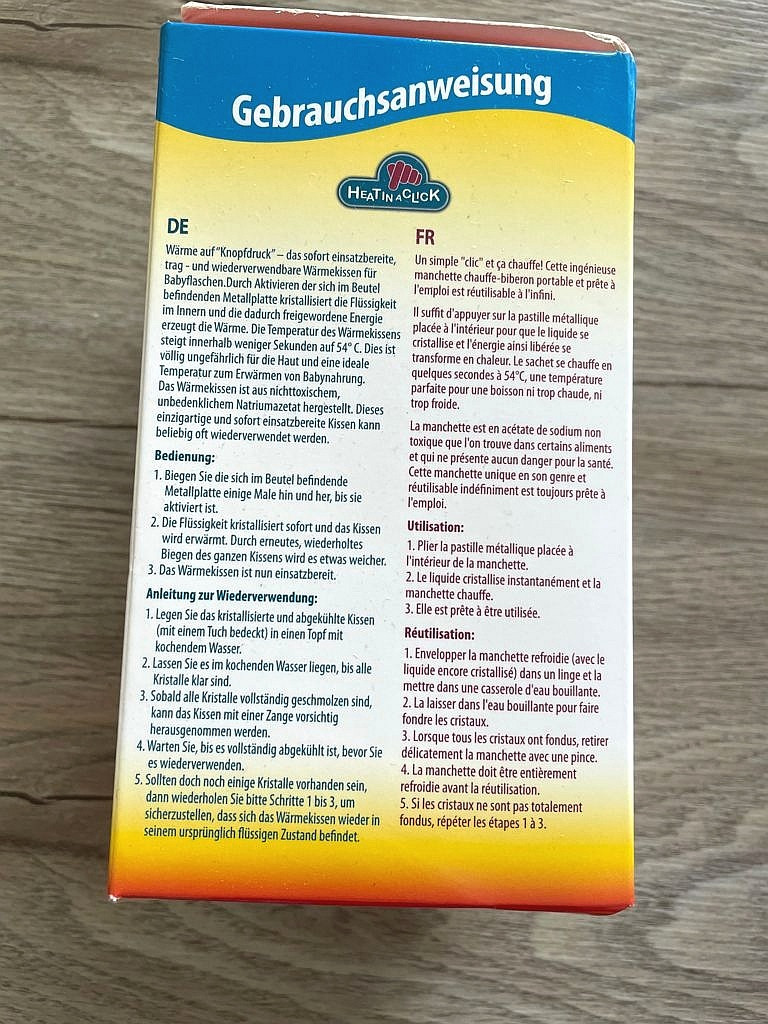 Gebrauchsanweisung
HEAT IN A CLICK
DE
Wärme auf "Knopfdruck" – das sofort einsatzbereite,
trag - und wiederverwendbare Wärmekissen für
Babyflaschen.Durch Aktivieren der sich im Beutel
befindenden Metallplatte kristallisiert die Flüssigkeit
im Innern und die dadurch freigewordene Energie
erzeugt die Wärme. Die Temperatur des Wärmekissens
steigt innerhalb weniger Sekunden auf 54° C. Dies ist
völlig ungefährlich für die Haut und eine ideale
Temperatur zum Erwärmen von Babynahrung.
Das Wärmekissen ist aus nichttoxischem,
unbedenklichem Natriumazetat hergestellt. Dieses
einzigartige und sofort einsatzbereite Kissen kann
beliebig oft wiederverwendet werden.
Bedienung:
1. Biegen Sie die sich im Beutel befindende
Metallplatte einige Male hin und her, bis sie
aktiviert ist.
2. Die Flüssigkeit kristallisiert sofort und das Kissen
wird erwärmt. Durch erneutes, wiederholtes
Biegen des ganzen Kissens wird es etwas weicher.
3. Das Wärmekissen ist nun einsatzbereit.
Anleitung zur Wiederverwendung:
1. Legen Sie das kristallisierte und abgekühlte Kissen
(mit einem Tuch bedeckt) in einen Topf mit
kochendem Wasser.
2. Lassen Sie es im kochenden Wasser liegen, bis alle
Kristalle klar sind.
3. Sobald alle Kristalle vollständig geschmolzen sind,
kann das Kissen mit einer Zange vorsichtig
herausgenommen werden.
4. Warten Sie, bis es vollständig abgekühlt ist, bevor Sie
es wiederverwenden.
5. Sollten doch noch einige Kristalle vorhanden sein,
dann wiederholen Sie bitte Schritte 1 bis 3, um
sicherzustellen, dass sich das Wärmekissen wieder in
seinem ursprünglich flüssigen Zustand befindet.
FR
Un simple "clic" et ça chauffe! Cette ingénieuse
manchette chauffe-biberon portable et prête à
l'emploi est réutilisable à l'infini.
Il suffit d'appuyer sur la pastille métallique
placée à l'intérieur pour que le liquide se
cristallise et l'énergie ainsi libérée se
transforme en chaleur. Le sachet se chauffe en
quelques secondes à 54°C, une température
parfaite pour une boisson ni trop chaude, ni
trop froide.
La manchette est en acétate de sodium non
toxique que l'on trouve dans certains aliments
et qui ne présente aucun danger pour la santé.
Cette manchette unique en son genre et
réutilisable indéfiniment est toujours prête à
l'emploi.
Utilisation:
1. Plier la pastille métallique placée à
l'intérieur de la manchette.
2. Le liquide cristallise instantanément et la
manchette chauffe.
3. Elle est prête à être utilisée.
Réutilisation:
1. Envelopper la manchette refroidie (avec le
liquide encore cristallisé) dans un linge et la
mettre dans une casserole d'eau bouillante.
2. La laisser dans l'eau bouillante pour faire
fondre les cristaux.
3. Lorsque tous les cristaux ont fondus, retirer
délicatement la manchette avec une pince.
4. La manchette doit être entièrement
refroidie avant la réutilisation.
5. Si les cristaux ne sont pas totalement
fondus, répéter les étapes 1 à 3.